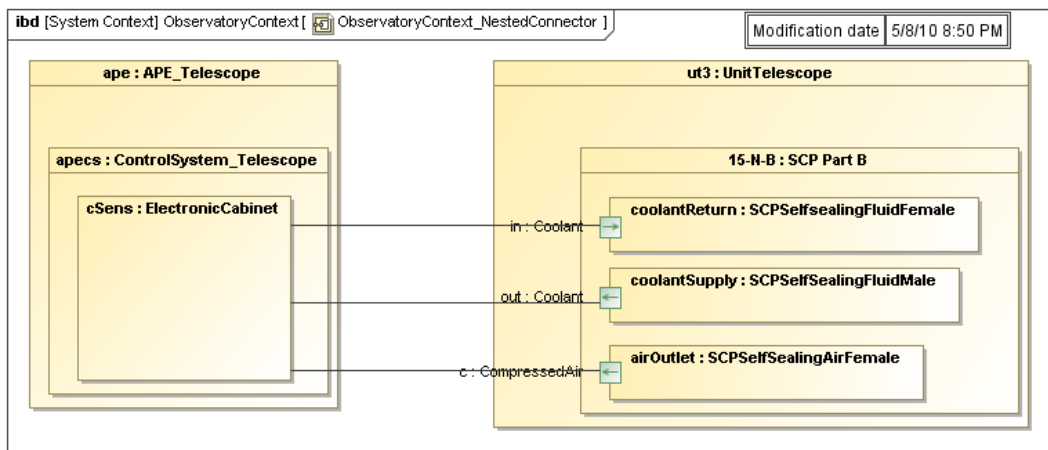 ibd [System Context] ObservatoryContext [ ObservatoryContext_NestedConnector ]
Modification date 5/8/10 8:50 PM
ape : APE_Telescope
ut3 : UnitTelescope
apecs : ControlSystem_Telescope
15-N-B : SCP Part B
cSens : ElectronicCabinet
coolantReturn : SCPSelfsealingFluidFemale
in : Coolant
coolantSupply : SCPSelfSealingFluidMale
out : Coolant
airOutlet : SCPSelfSealingAirFemale
c : CompressedAir